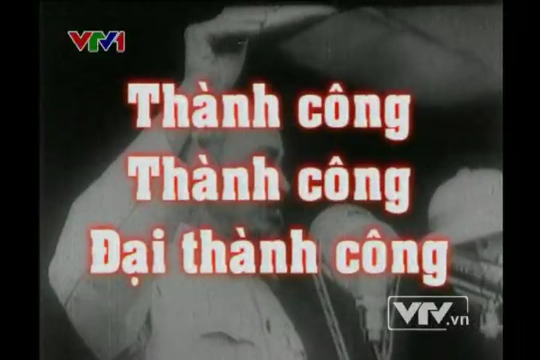 VTV1
Thành công
Thành công
Đại thành công
VTV.vn